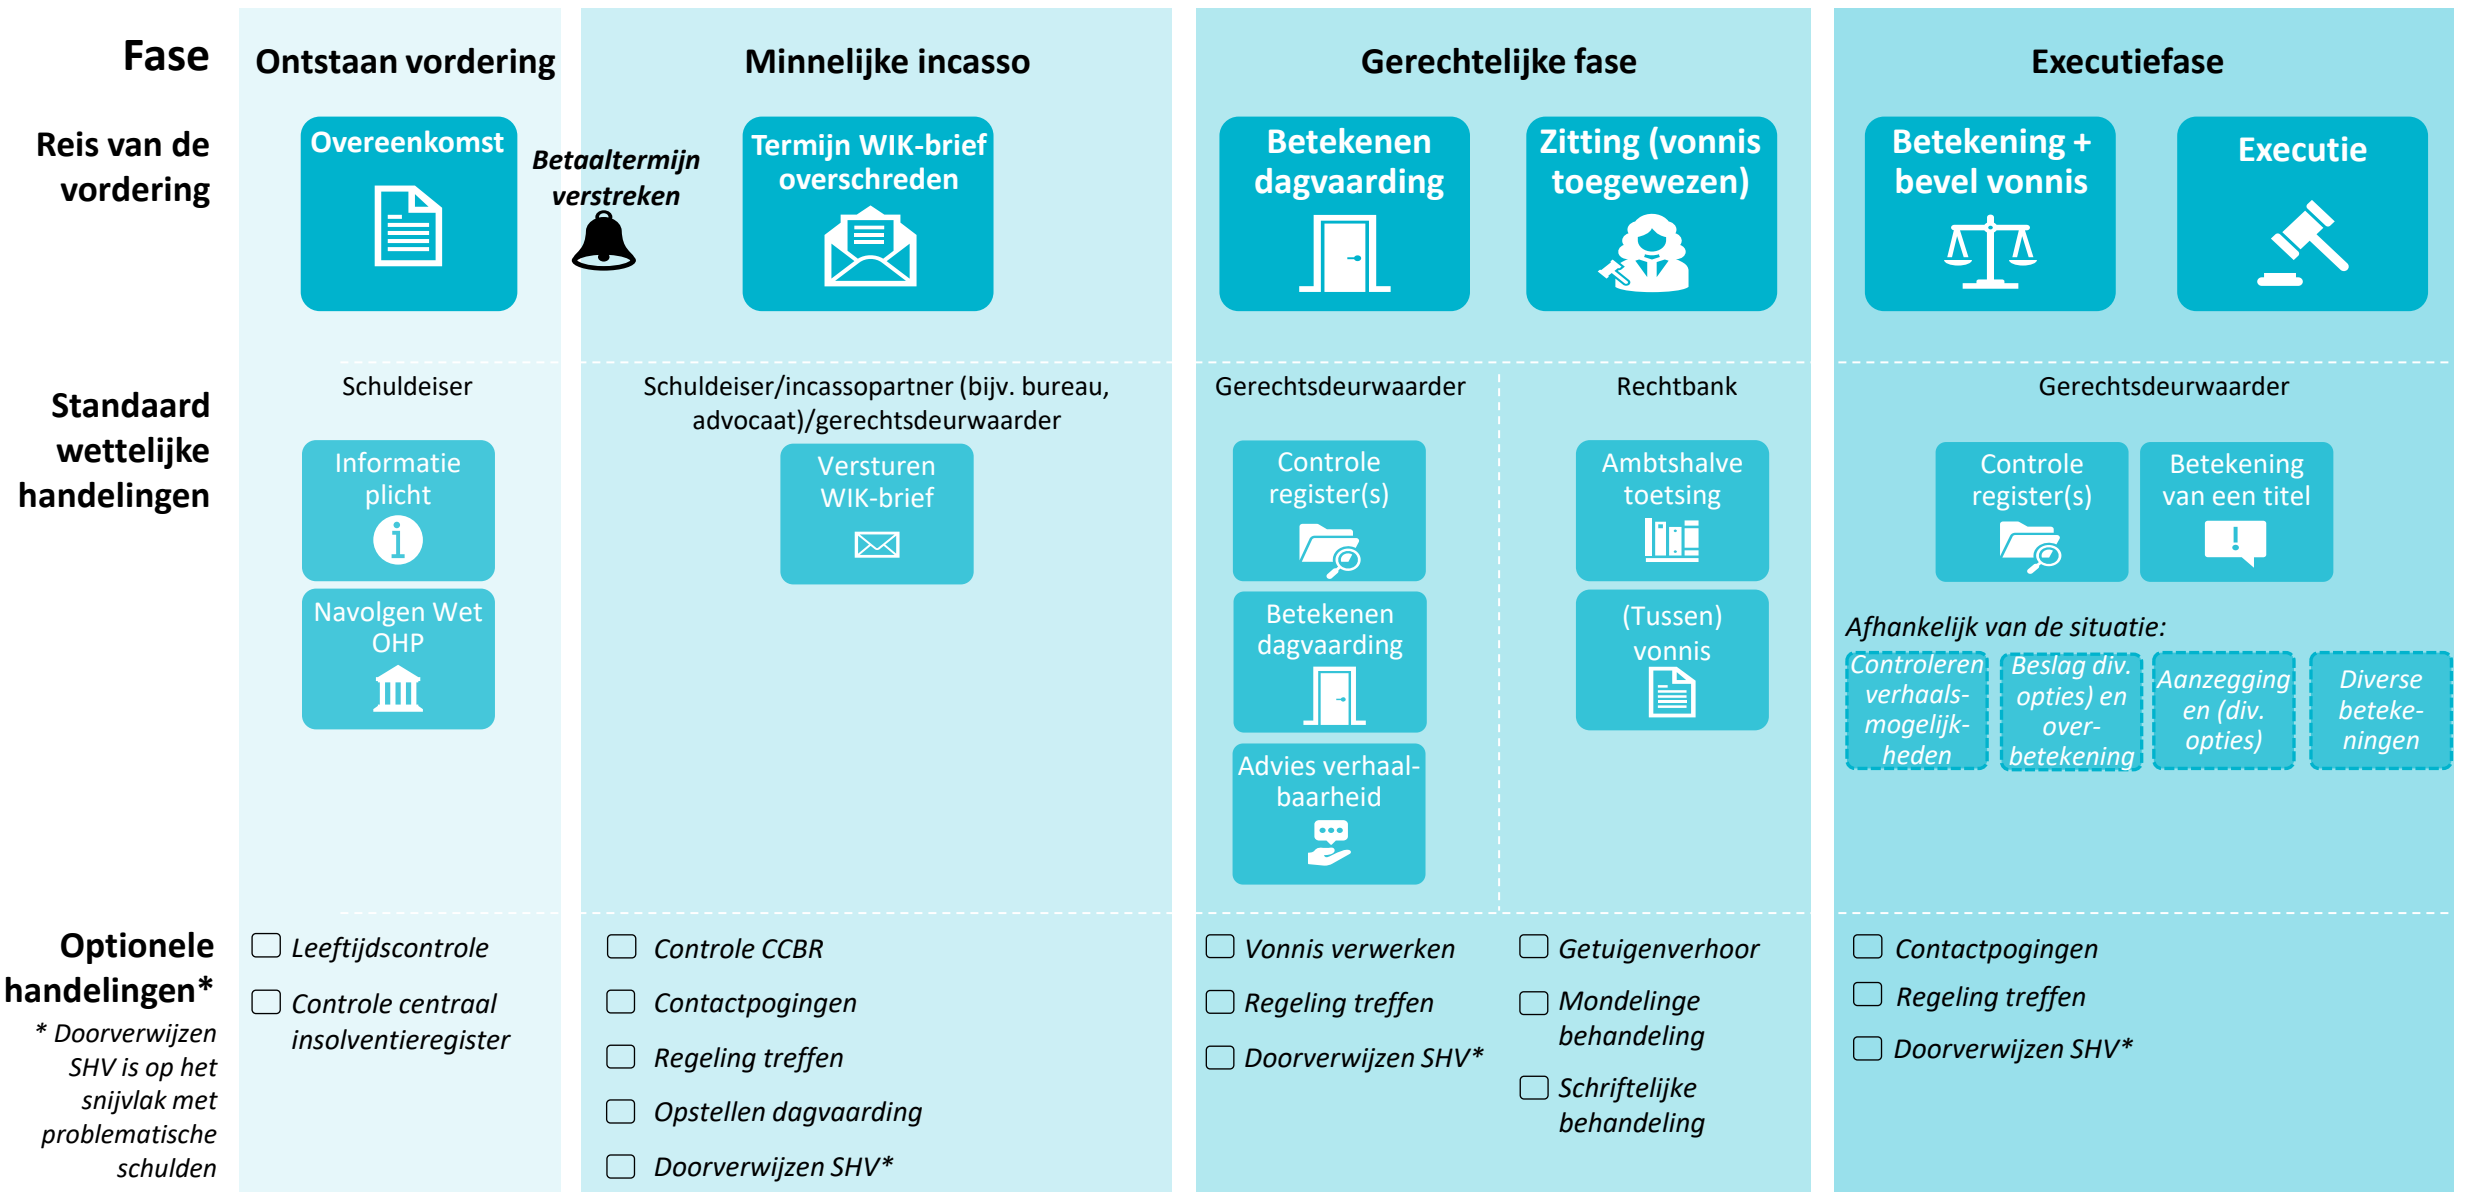 Fase
Ontstaan vordering
Minnelijke incasso
Gerechtelijke fase
Executiefase
Reis van de
vordering
Overeenkomst
Betaaltermijn
verstreken
Termijn WIK-brief
overschreden
Betekenen
dagvaarding
Zitting (vonnis
toegewezen)
Betekening +
bevel vonnis
Executie
Standaard
wettelijke
handelingen
Schuldeiser
Informatie
plicht
i
Navolgen Wet
OHP
Schuldeiser/incassopartner (bijv. bureau,
advocaat)/gerechtsdeurwaarder
Versturen
WIK-brief
Gerechtsdeurwaarder
Controle
register(s)
Betekenen
dagvaarding
Advies verhaal-
baarheid
Rechtbank
Ambtshalve
toetsing
(Tussen)
vonnis
Gerechtsdeurwaarder
Controle
register(s)
Betekening
van een titel
!
Afhankelijk van de situatie:
Controleren
verhaals-
mogelijk-
heden
Beslag div.
opties) en
over-
betekening
Aanzegging
en (div.
opties)
Diverse
beteke-
ningen
Optionele
handelingen*
* Doorverwijzen
SHV is op het
snijvlak met
problematische
schulden
Leeftijdscontrole
Controle centraal
insolventieregister
Controle CCBR
Contactpogingen
Regeling treffen
Opstellen dagvaarding
Doorverwijzen SHV*
Vonnis verwerken
Regeling treffen
Doorverwijzen SHV*
Getuigenverhoor
Mondelinge
behandeling
Schriftelijke
behandeling
Contactpogingen
Regeling treffen
Doorverwijzen SHV*